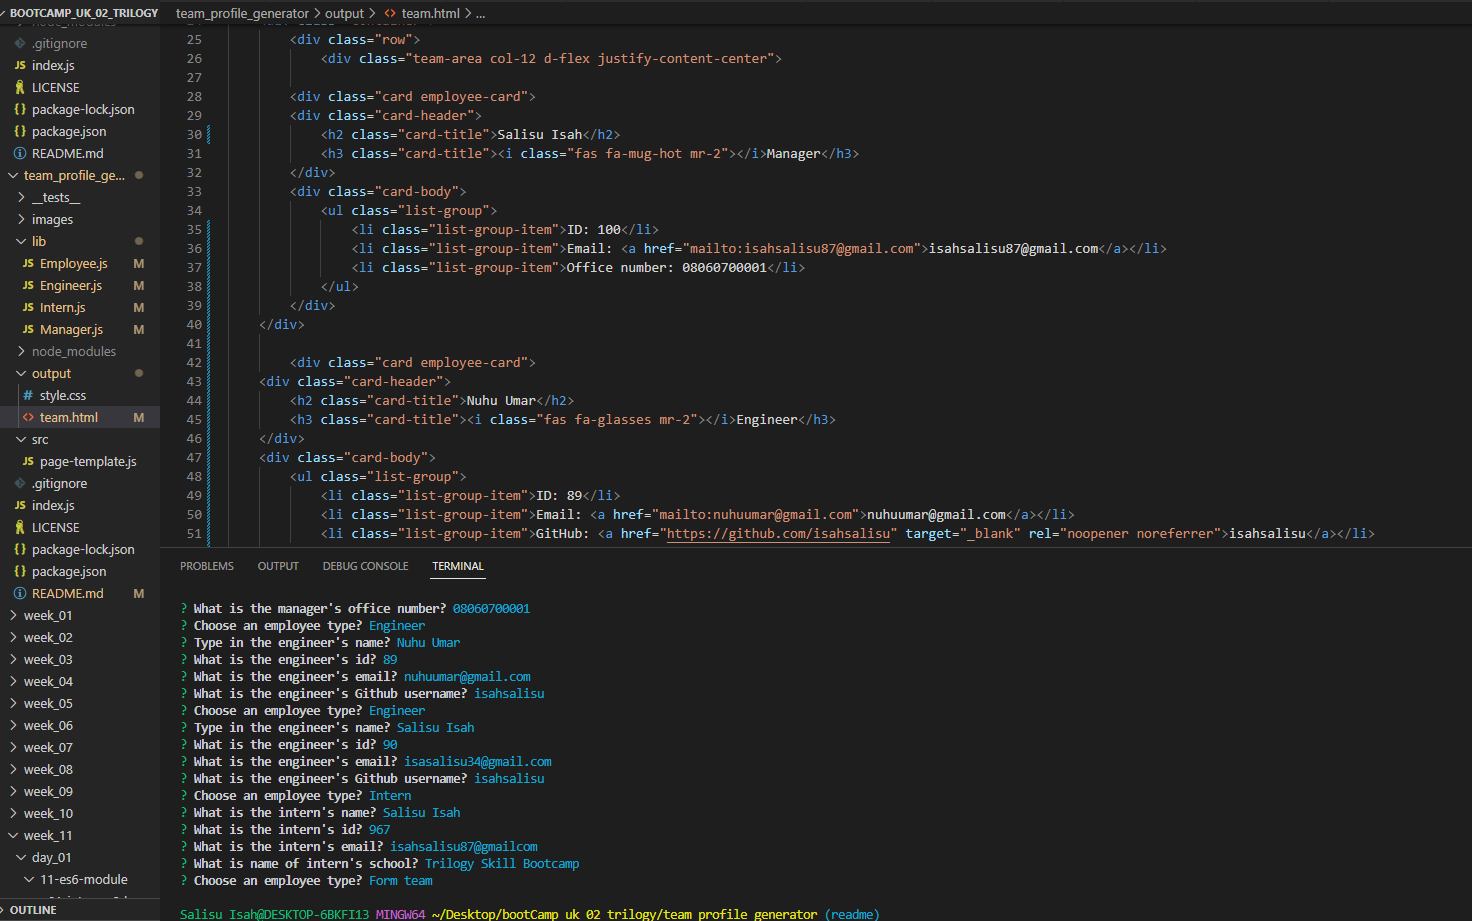 BOOTCAMP_UK_02_TRILOGY
node_modules
.gitignore
JS index.js
LICENSE
{} package-lock.json
{} package.json
README.md
team_profile_ge...
__tests__
images
lib
JS Employee.js M
JS Engineer.js M
JS Intern.js M
JS Manager.js M
node_modules
output
# style.css
<> team.html M
src
JS page-template.js
.gitignore
JS index.js
LICENSE
{} package-lock.json
{} package.json
README.md M
week_01
week_02
week_03
week_04
week_05
week_06
week_07
week_08
week_09
week_10
week_11
day_01
11-es6-module
OUTLINE
team_profile_generator > output > <> team.html > ...
25 <div class="row">
26 <div class="team-area col-12 d-flex justify-content-center">
27
28 <div class="card employee-card">
29 <div class="card-header">
30 <h2 class="card-title">Salisu Isah</h2>
31 <h3 class="card-title"><i class="fas fa-mug-hot mr-2"></i>Manager</h3>
32 </div>
33 <div class="card-body">
34 <ul class="list-group">
35 <li class="list-group-item">ID: 100</li>
36 <li class="list-group-item">Email: <a href="mailto:isahsalisu87@gmail.com">isahsalisu87@gmail.com</a></li>
37 <li class="list-group-item">Office number: 08060700001</li>
38 </ul>
39 </div>
40 </div>
41
42 <div class="card employee-card">
43 <div class="card-header">
44 <h2 class="card-title">Nuhu Umar</h2>
45 <h3 class="card-title"><i class="fas fa-glasses mr-2"></i>Engineer</h3>
46 </div>
47 <div class="card-body">
48 <ul class="list-group">
49 <li class="list-group-item">ID: 89</li>
50 <li class="list-group-item">Email: <a href="mailto:nuhuumar@gmail.com">nuhuumar@gmail.com</a></li>
51 <li class="list-group-item">GitHub: <a href="https://github.com/isahsalisu" target="_blank" rel="noopener noreferrer">isahsalisu</a></li>
PROBLEMS OUTPUT DEBUG CONSOLE TERMINAL
? What is the manager's office number? 08060700001
? Choose an employee type? Engineer
? Type in the engineer's name? Nuhu Umar
? What is the engineer's id? 89
? What is the engineer's email? nuhuumar@gmail.com
? What is the engineer's Github username? isahsalisu
? Choose an employee type? Engineer
? Type in the engineer's name? Salisu Isah
? What is the engineer's id? 90
? What is the engineer's email? isasalisu34@gmail.com
? What is the engineer's Github username? isahsalisu
? Choose an employee type? Intern
? What is the intern's name? Salisu Isah
? What is the intern's id? 967
? What is the intern's email? isahsalisu87@gmailcom
? What is name of intern's school? Trilogy Skill Bootcamp
? Choose an employee type? Form team
Salisu Isah@DESKTOP-6BKFI13 MINGW64 ~/Desktop/bootCamp_uk_02_trilogy/team_profile_generator (readme)